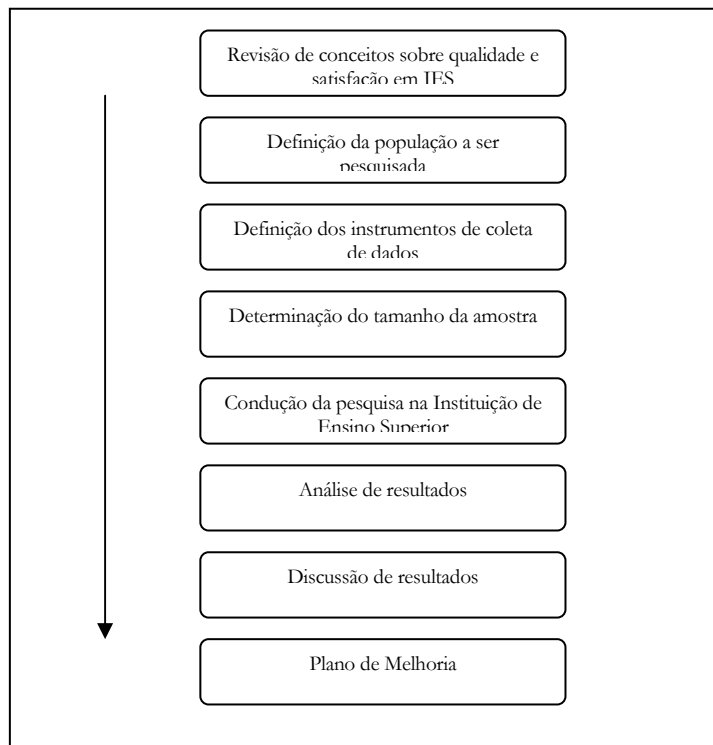 Revisão de conceitos sobre qualidade e
satisfação em IES
Definição da população a ser
pesquisada
Definição dos instrumentos de coleta
de dados
Determinação do tamanho da amostra
Condução da pesquisa na Instituição de
Ensino Superior
Análise de resultados
Discussão de resultados
Plano de Melhoria